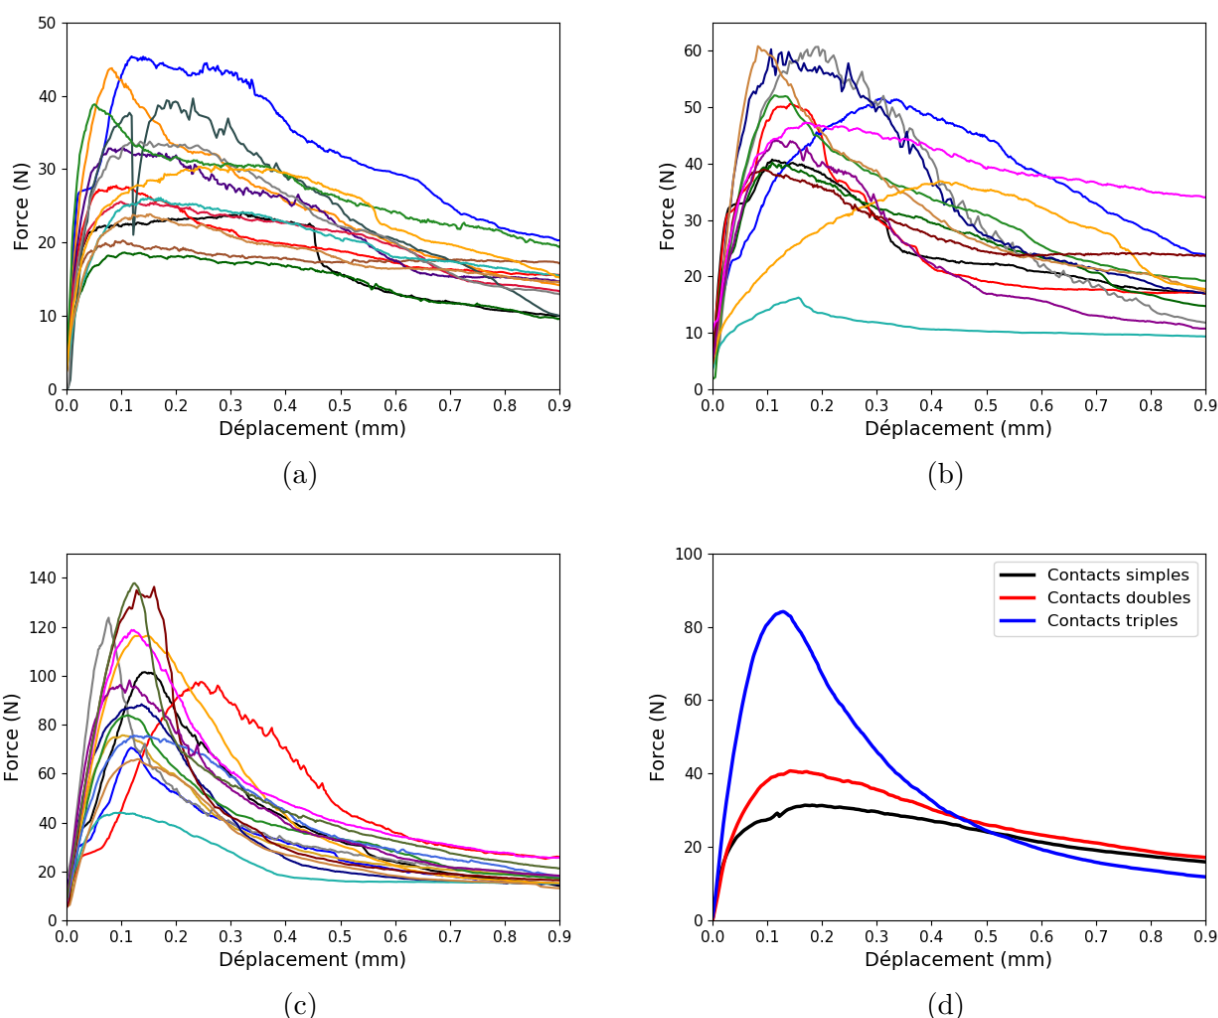 50
40
30
20
10
0
Force (N)
0.0 0.1 0.2 0.3 0.4 0.5 0.6 0.7 0.8 0.9
Déplacement (mm)
(a)
60
50
40
30
20
10
0
Force (N)
0.0 0.1 0.2 0.3 0.4 0.5 0.6 0.7 0.8 0.9
Déplacement (mm)
(b)
140
120
100
80
60
40
20
0
Force (N)
0.0 0.1 0.2 0.3 0.4 0.5 0.6 0.7 0.8 0.9
Déplacement (mm)
(c)
100
80
60
40
20
0
Force (N)
Contacts simples
Contacts doubles
Contacts triples
0.0 0.1 0.2 0.3 0.4 0.5 0.6 0.7 0.8 0.9
Déplacement (mm)
(d)